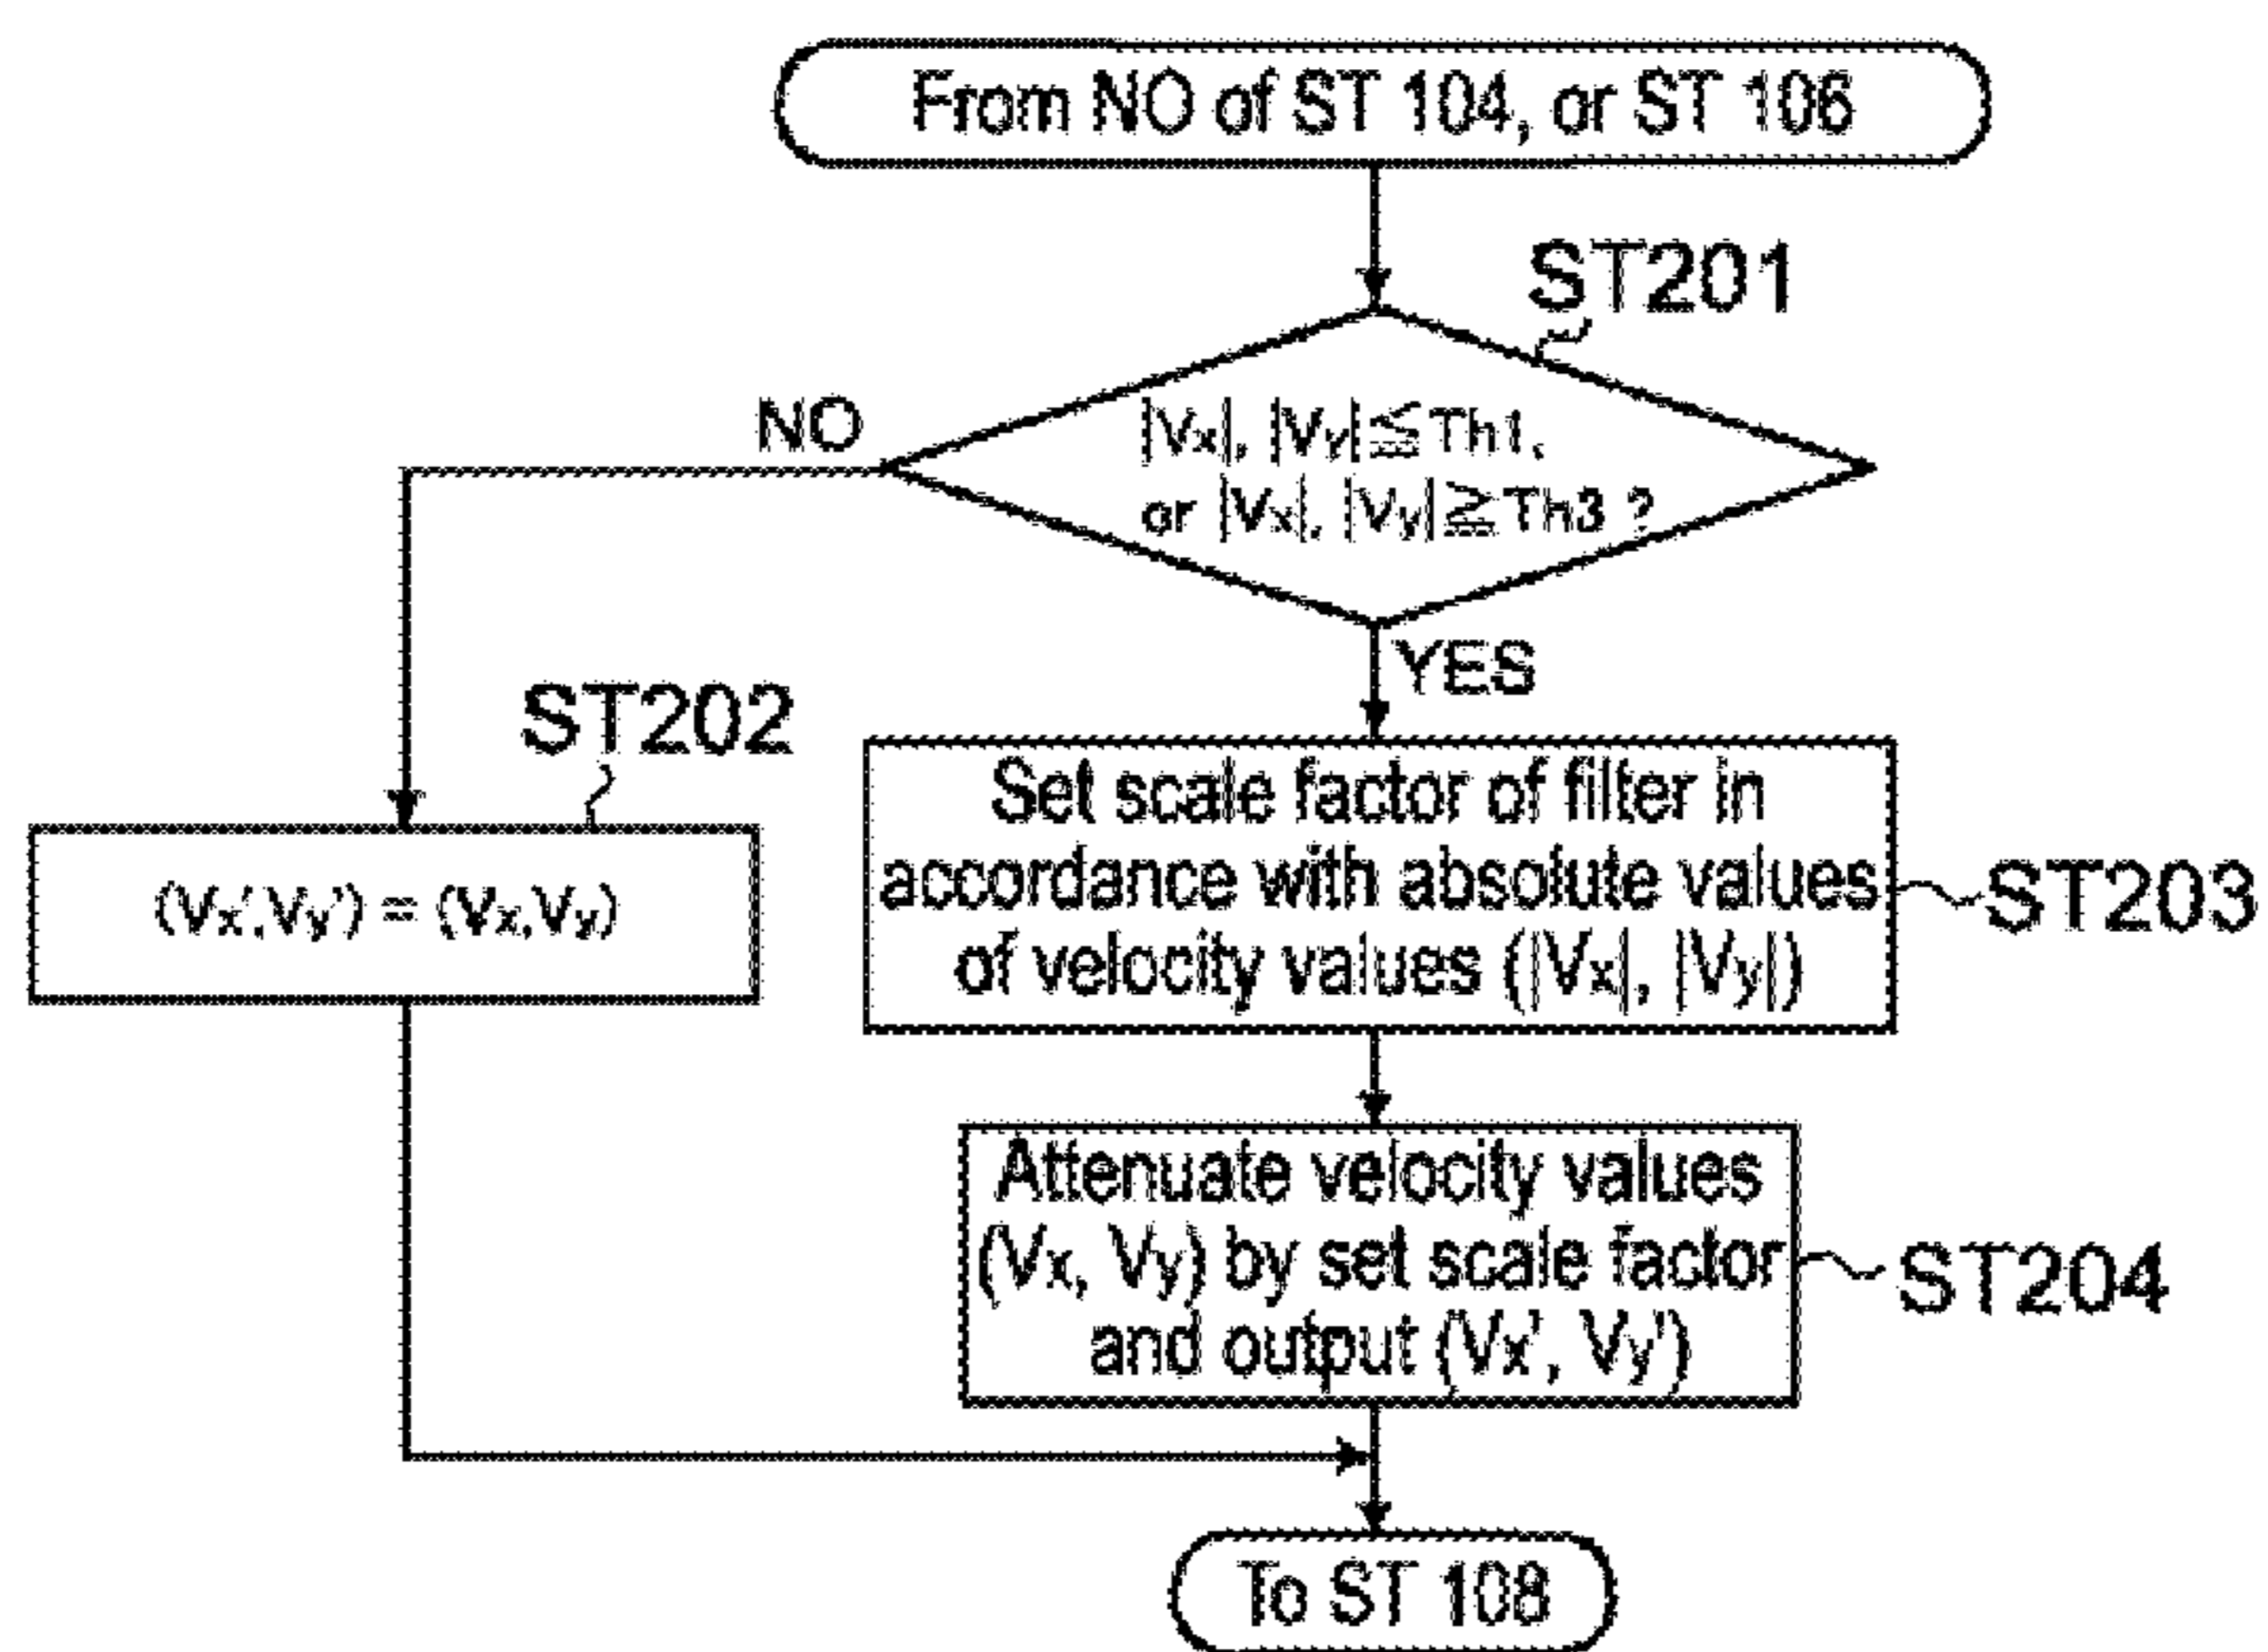 From NO of ST 104, or ST 106
ST201
NO
|Vx|, |Vy|≦Th1,
or |Vx|, |Vy|≧Th3 ?
YES
ST202
(Vx',Vy') = (Vx,Vy)
Set scale factor of filter in
accordance with absolute values
of velocity values (|Vx|, |Vy|)
ST203
Attenuate velocity values
(Vx, Vy) by set scale factor
and output (Vx', Vy')
ST204
To ST 108